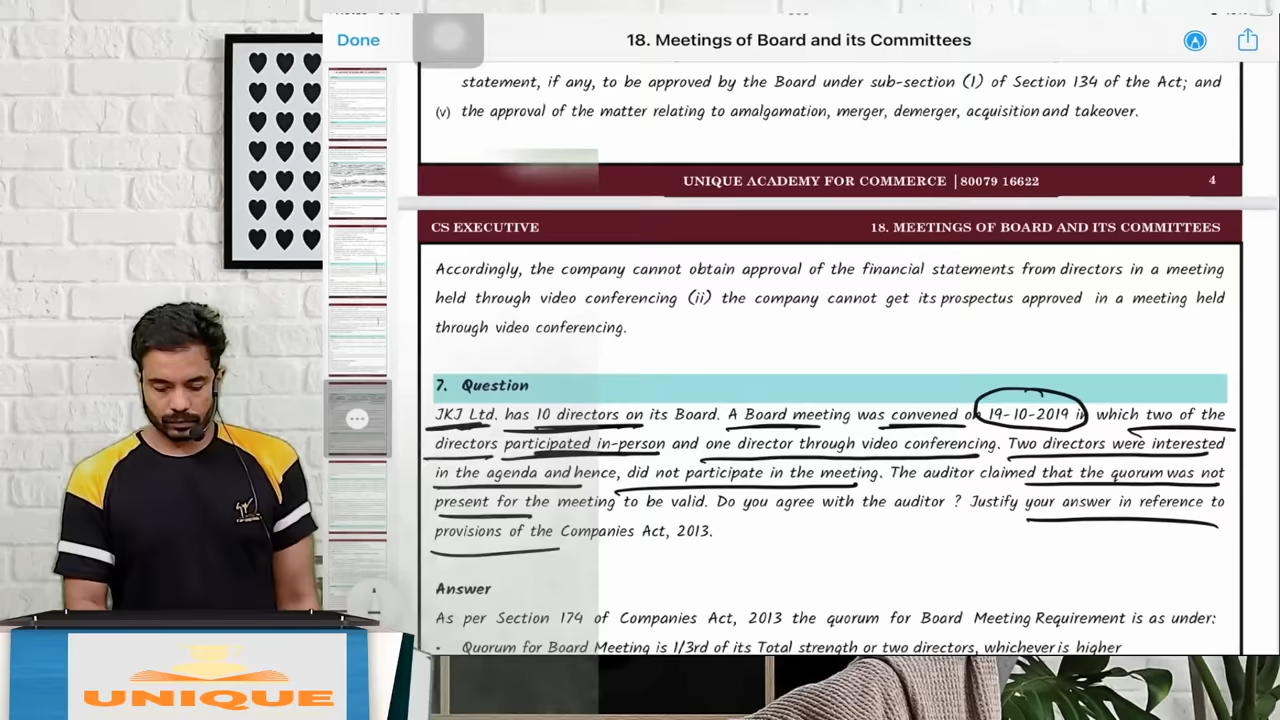 Done
18. Meetings of Board and its Committees
statement, if any, to be approved by the board under sub-section (1) of Section 134 of the Act; and
(v) the approval of the matter relating to amalgamation, merger, demerger, acquisition and takeover.
UNIQUE FOR COMMERCE | 80079
4
CS EXECUTIVE
18. MEETINGS OF BOARD AND ITS
Accordingly, the company cannot obtain approval of the financial statements of directors in a meeting
held through video conferencing (ii) the company cannot get its prospectus in a meeting
through video conferencing.
7. Question
JKJ Ltd. has 10 directors on its Board. A Board Meeting was convened on 19-10-2019 in which two of the
directors participated in-person and one director through video conferencing. Two directors were interested
in the agenda and hence, did not participate in the meeting. The auditor claimed that the quorum was not
present in the meeting to be valid. Do you agree with the auditor ? Justify your answer in reference to
provisions of the Companies Act, 2013.
Answer
As per Section 174 of Companies Act, 2013 the quorum for Board Meeting Requirement is as under:
• Quorum for Board Meeting is 1/3rd of its Total strength or two directors, whichever is higher
UNIQUE